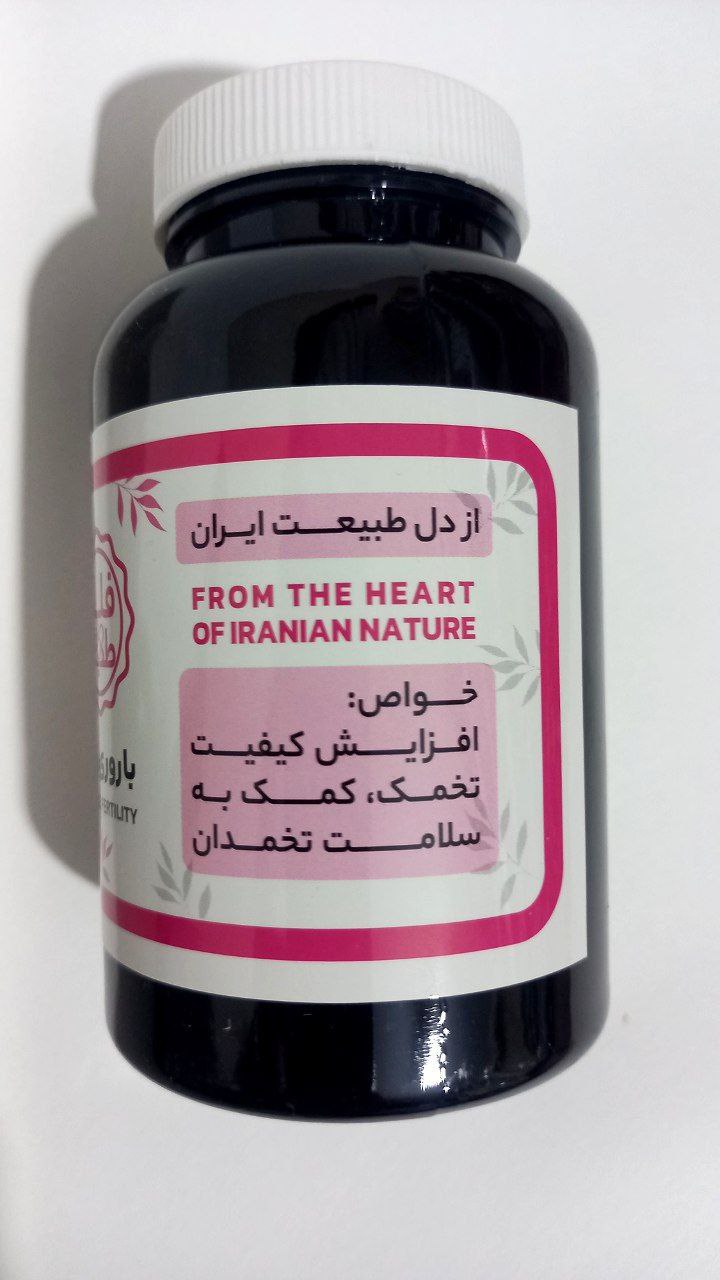 از دل طبیعت ایران
FROM THE HEART
OF IRANIAN NATURE
خواص:
افزایش کیفیت
تخمک، کمک به
سلامت تخمدان
باروری
FERTILITY